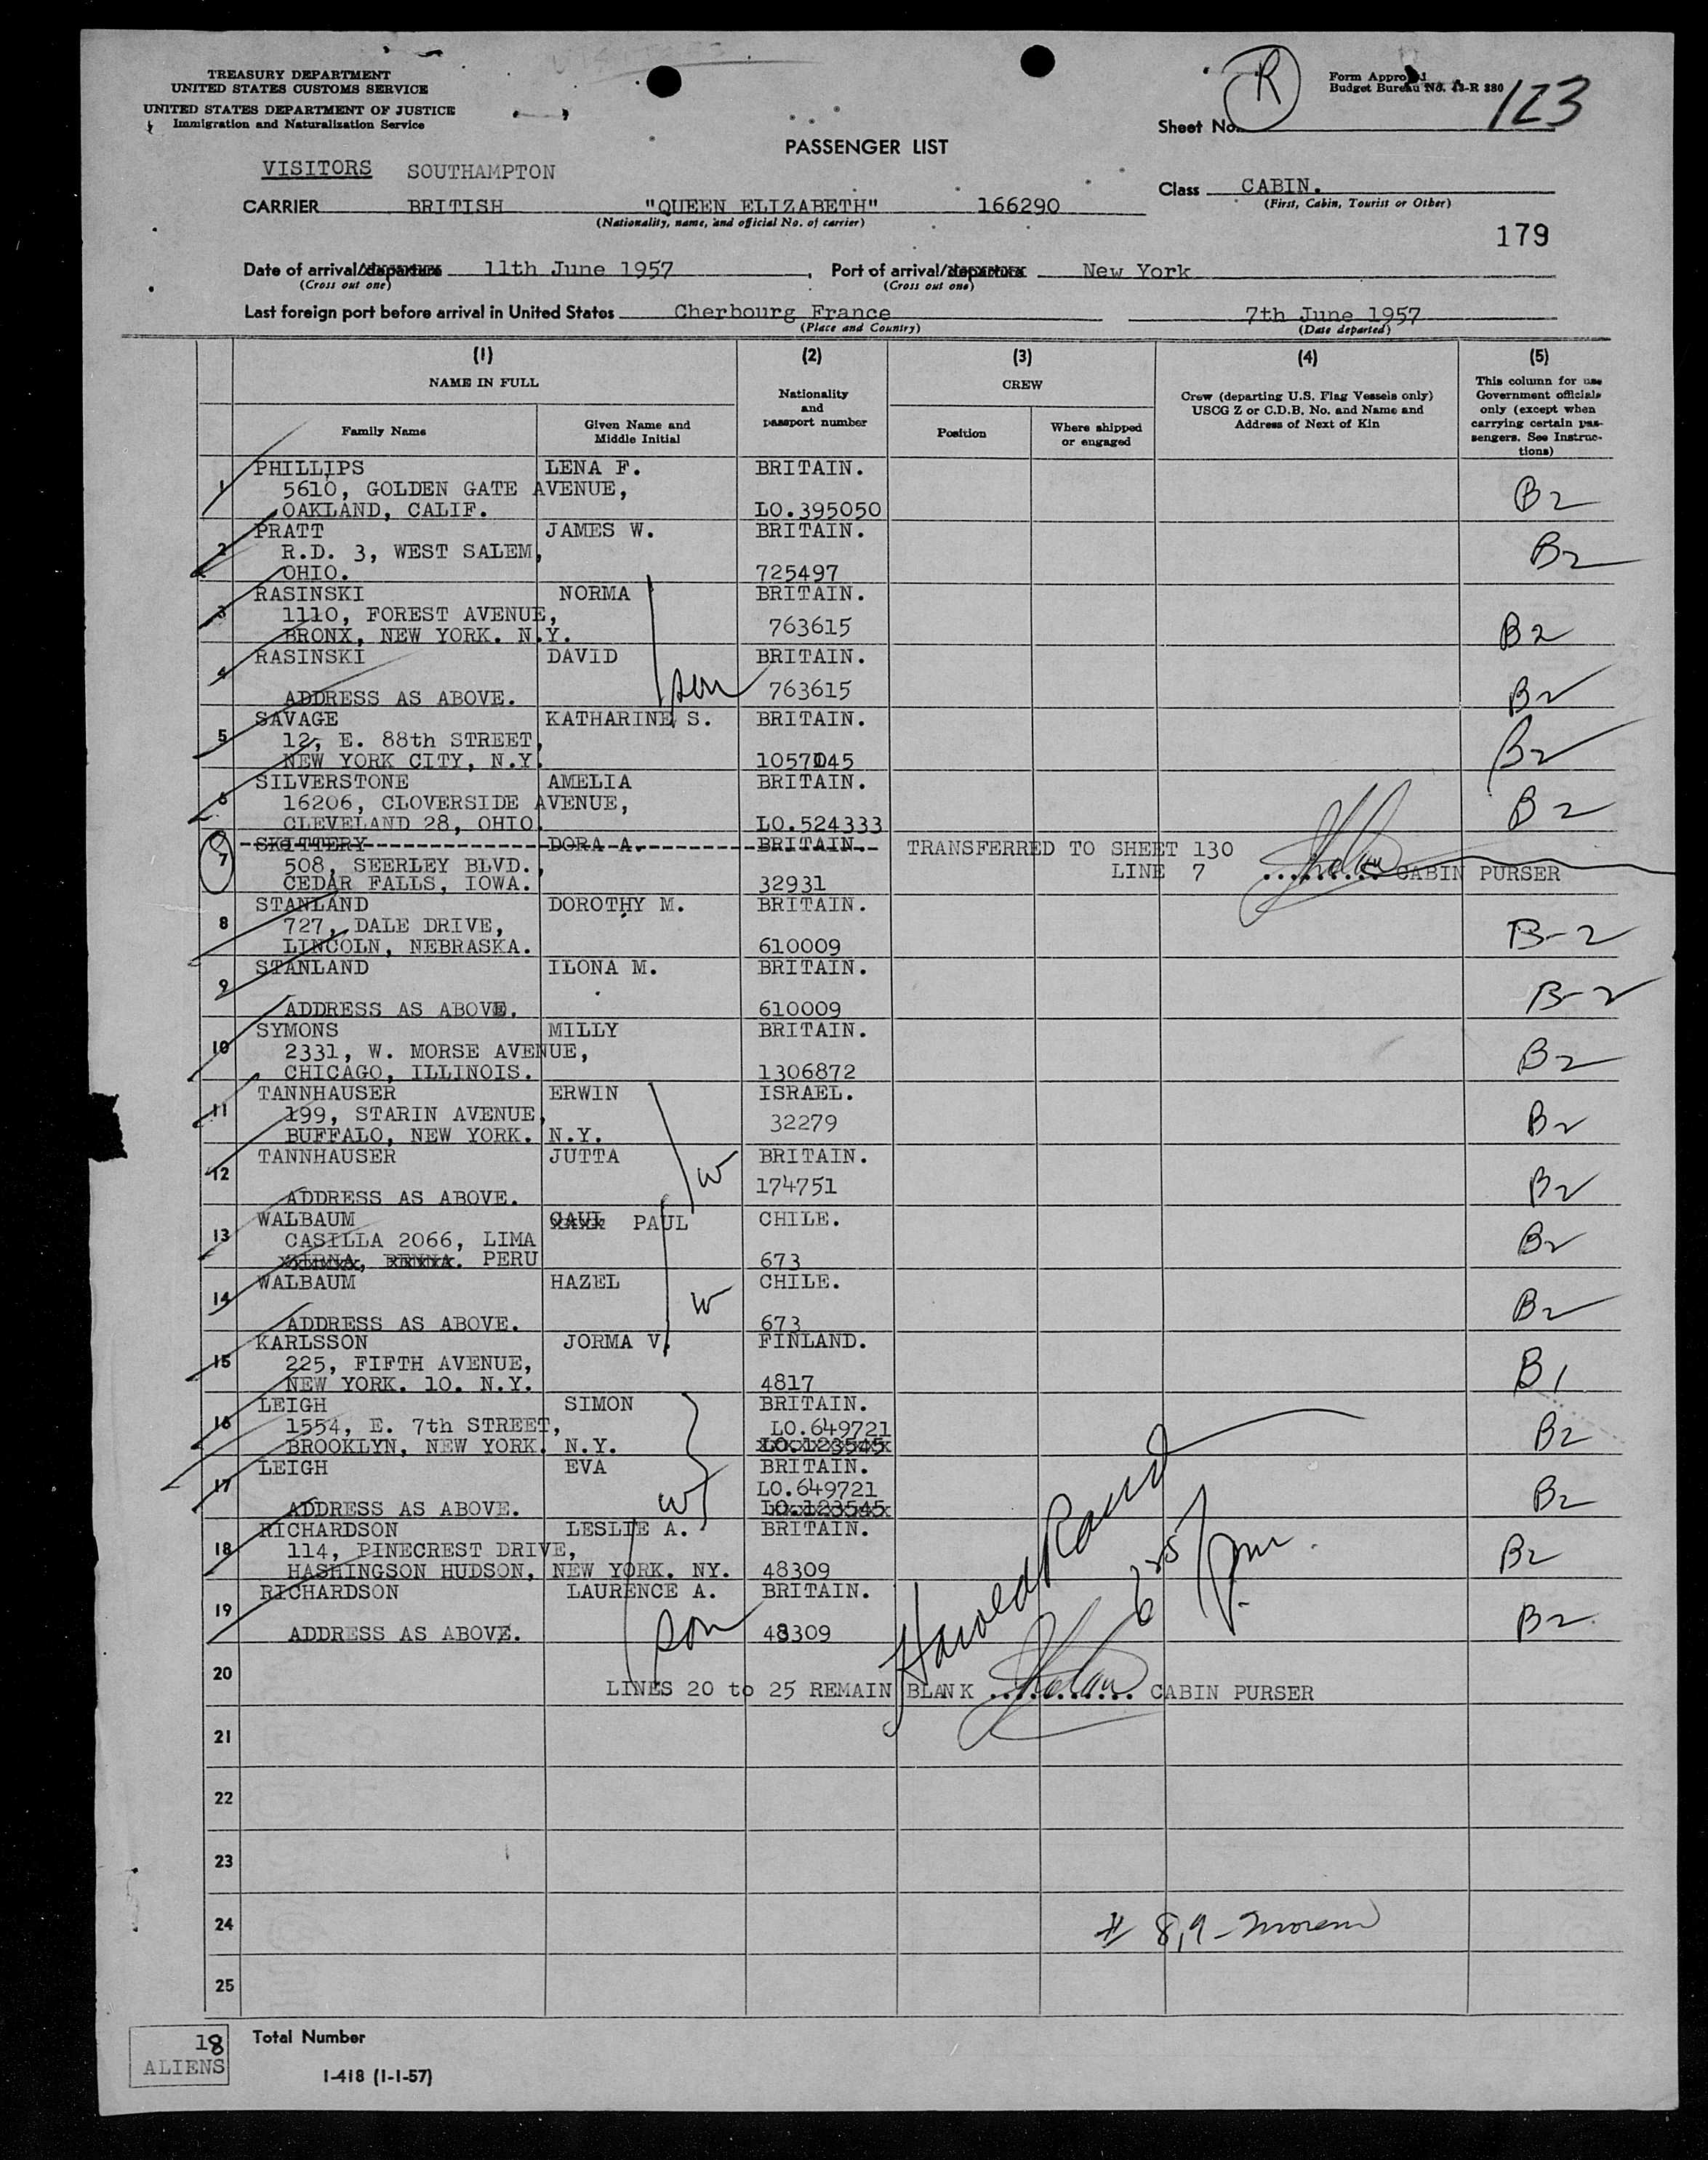 TREASURY DEPARTMENT
UNITED STATES CUSTOMS SERVICE
UNITED STATES DEPARTMENT OF JUSTICE
Immigration and Naturalization Service
R
Form Approved
Budget Bureau No. 43-R 380
Sheet No. 123
PASSENGER LIST
VISITORS SOUTHAMPTON
Class CABIN.
(First, Cabin, Tourist or Other)
CARRIER BRITISH "QUEEN ELIZABETH" 166290
(Nationality, name, and official No. of carrier)
179
Date of arrival/departure 11th June 1957, Port of arrival/departure New York
(Cross out one) (Cross out one)
Last foreign port before arrival in United States Cherbourg France 7th June 1957
(Place and Country) (Date departed)
(1) (2) (3) (4) (5)
NAME IN FULL Nationality and passport number CREW Crew (departing U.S. Flag Vessels only) USCG Z or C.D.B. No. and Name and Address of Next of Kin This column for use Government officials only (except when carrying certain passengers. See Instructions)
Family Name Given Name and Middle Initial Position Where shipped or engaged
1 PHILLIPS LENA F. BRITAIN.
5610, GOLDEN GATE AVENUE, B2
OAKLAND, CALIF. LO.395050
2 PRATT JAMES W. BRITAIN.
R.D. 3, WEST SALEM, B2
OHIO. 725497
3 RASINSKI NORMA BRITAIN.
1110, FOREST AVENUE, 763615 B2
BRONX, NEW YORK. N.Y.
4 RASINSKI DAVID BRITAIN.
ADDRESS AS ABOVE. son 763615 B2
5 SAVAGE KATHARINE S. BRITAIN.
12, E. 88th STREET, B2
NEW YORK CITY, N.Y. 1057045
6 SILVERSTONE AMELIA BRITAIN.
16206, CLOVERSIDE AVENUE, B2
CLEVELAND 28, OHIO. LO.524333
7 SKITTERY DORA A. BRITAIN. TRANSFERRED TO SHEET 130
508, SEERLEY BLVD., LINE 7 CABIN PURSER
CEDAR FALLS, IOWA. 32931
8 STANLAND DOROTHY M. BRITAIN.
727, DALE DRIVE, B-2
LINCOLN, NEBRASKA. 610009
9 STANLAND ILONA M. BRITAIN.
ADDRESS AS ABOVE. 610009 B-2
10 SYMONS MILLY BRITAIN.
2331, W. MORSE AVENUE, B2
CHICAGO, ILLINOIS. 1306872
11 TANNHAUSER ERWIN ISRAEL.
199, STARIN AVENUE, 32279 B2
BUFFALO, NEW YORK. N.Y.
12 TANNHAUSER JUTTA BRITAIN.
ADDRESS AS ABOVE. W 174751 B2
13 WALBAUM PAUL CHILE.
CASILLA 2066, LIMA B2
PERU 673
14 WALBAUM HAZEL CHILE.
ADDRESS AS ABOVE. W 673 B2
15 KARLSSON JORMA V. FINLAND.
225, FIFTH AVENUE, B1
NEW YORK. 10. N.Y. 4817
16 LEIGH SIMON BRITAIN.
1554, E. 7th STREET, LO.649721 B2
BROOKLYN, NEW YORK. N.Y. LO.123545
17 LEIGH EVA BRITAIN.
LO.649721 B2
ADDRESS AS ABOVE. W LO.123545
18 RICHARDSON LESLIE A. BRITAIN.
114, PINECREST DRIVE, B2
HASHINGSON HUDSON, NEW YORK. NY. 48309
19 RICHARDSON LAURENCE A. BRITAIN.
ADDRESS AS ABOVE. son 48309 B2
20
LINES 20 to 25 REMAIN BLANK CABIN PURSER
21
22
23
24 # 8,9 -
25
18 ALIENS
Total Number
I-418 (1-1-57)